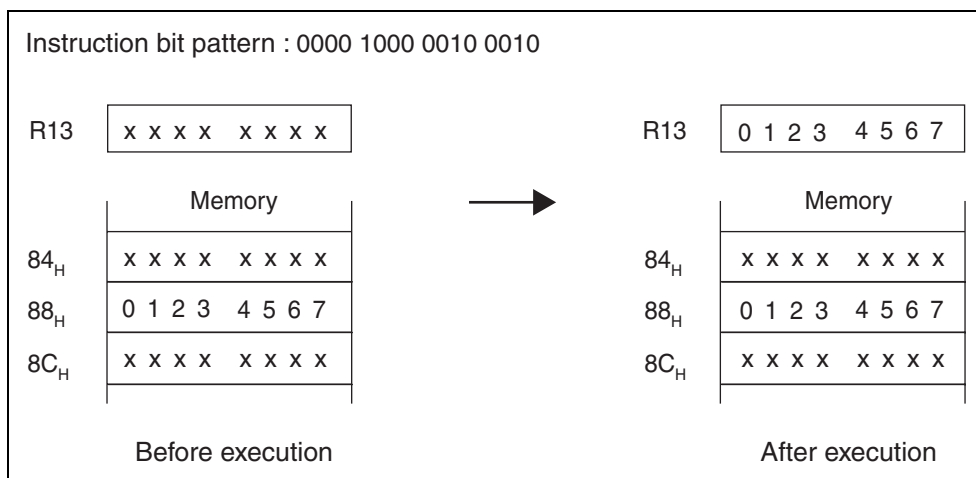 Instruction bit pattern : 0000 1000 0010 0010
R13 x x x x x x x x R13 0 1 2 3 4 5 6 7
Memory Memory
84H x x x x x x x x 84H x x x x x x x x
88H 0 1 2 3 4 5 6 7 88H 0 1 2 3 4 5 6 7
8CH x x x x x x x x 8CH x x x x x x x x
Before execution After execution